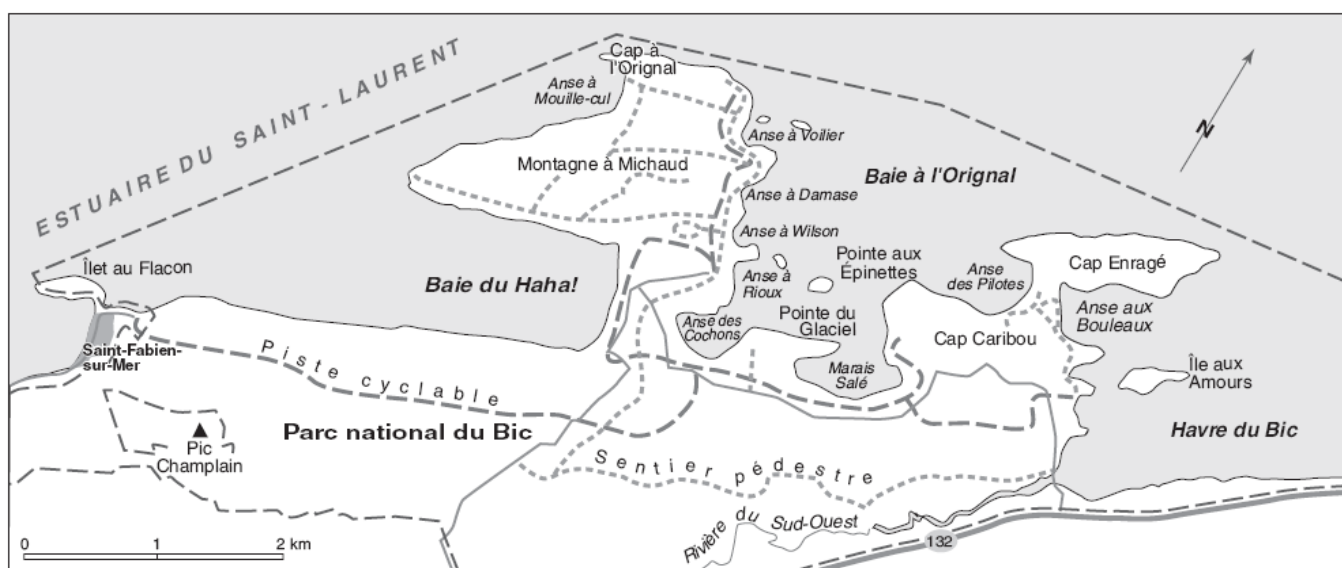 Cap à
l'Orignal
Anse à
Mouille-cul
ESTUAIRE DU SAINT-LAURENT
N
Anse à Voilier
Montagne à Michaud
Baie à l'Orignal
Anse à Damase
Anse à Wilson
Îlet au Flacon
Baie du Haha!
Anse à
Rioux
Pointe aux
Épinettes
Anse
des Pilotes
Cap Enragé
Pointe du
Glaciel
Anse des
Cochons
Anse aux
Bouleaux
Cap Caribou
Saint-Fabien-
sur-Mer
Piste cyclable
Marais
Salé
Île aux
Amours
Parc national du Bic
Havre du Bic
Pic
Champlain
Sentier pédestre
Rivière du Sud-Ouest
132
0 1 2 km